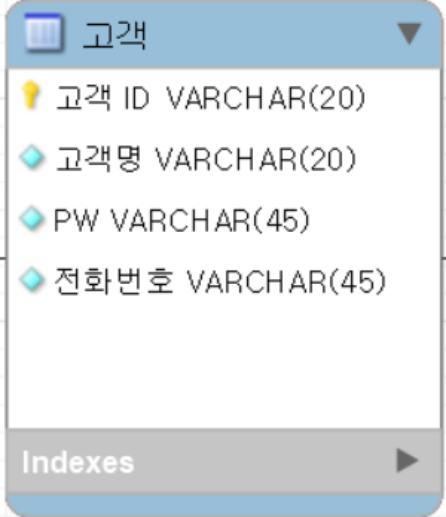 고객
고객 ID VARCHAR(20)
고객명 VARCHAR(20)
PW VARCHAR(45)
전화번호 VARCHAR(45)
Indexes